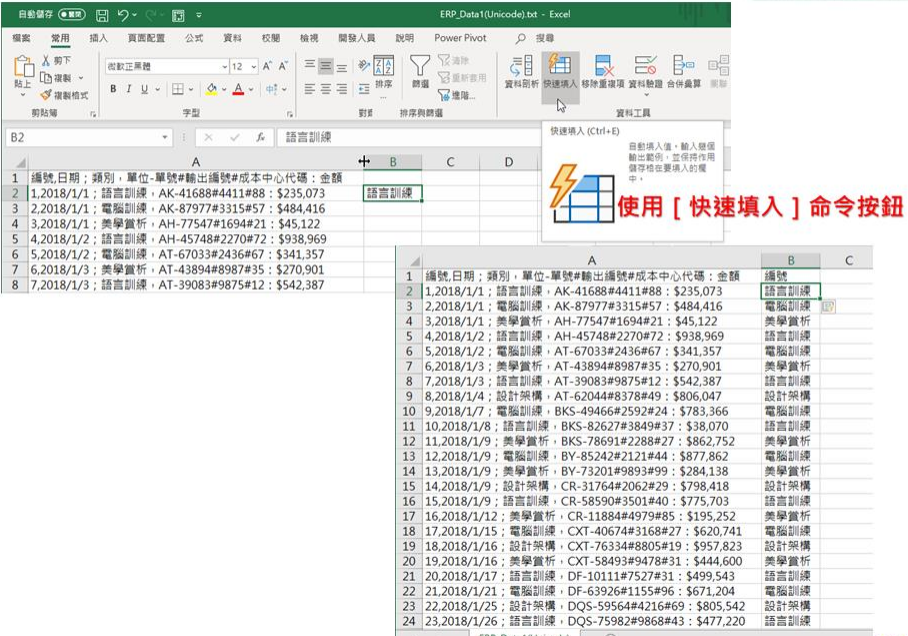 自動儲存 關閉 ERP_Data1(Unicode).txt - Excel
檔案 常用 插入 頁面配置 公式 資料 校閱 檢視 開發人員 說明 Power Pivot 搜尋
剪下
複製
複製格式
貼上
剪貼簿
微軟正黑體 12
B I U
字型
排序
篩選
清除
重新套用
進階...
排序與篩選
資料剖析 快速填入 移除重複項 資料驗證 合併彙算
資料工具
B2 語言訓練
快速填入 (Ctrl+E)
自動填入值。輸入幾個
輸出範例，並保持作用
儲存格在要填入的欄
中。
使用 [ 快速填入 ] 命令按鈕
A B C D
1 編號,日期；類別，單位-單號#輸出編號#成本中心代碼：金額
2 1,2018/1/1；語言訓練，AK-41688#4411#88：$235,073 語言訓練
3 2,2018/1/1；電腦訓練，AK-87977#3315#57：$484,416
4 3,2018/1/1；美學賞析，AH-77547#1694#21：$45,122
5 4,2018/1/2；語言訓練，AH-45748#2270#72：$938,969
6 5,2018/1/2；電腦訓練，AT-67033#2436#67：$341,357
7 6,2018/1/3；美學賞析，AT-43894#8987#35：$270,901
8 7,2018/1/3；語言訓練，AT-39083#9875#12：$542,387
A B C
1 編號,日期；類別，單位-單號#輸出編號#成本中心代碼：金額 編號
2 1,2018/1/1；語言訓練，AK-41688#4411#88：$235,073 語言訓練
3 2,2018/1/1；電腦訓練，AK-87977#3315#57：$484,416 電腦訓練
4 3,2018/1/1；美學賞析，AH-77547#1694#21：$45,122 美學賞析
5 4,2018/1/2；語言訓練，AH-45748#2270#72：$938,969 語言訓練
6 5,2018/1/2；電腦訓練，AT-67033#2436#67：$341,357 電腦訓練
7 6,2018/1/3；美學賞析，AT-43894#8987#35：$270,901 美學賞析
8 7,2018/1/3；語言訓練，AT-39083#9875#12：$542,387 語言訓練
9 8,2018/1/4；設計架構，AT-62044#8378#49：$806,047 設計架構
10 9,2018/1/7；電腦訓練，BKS-49466#2592#24：$783,366 電腦訓練
11 10,2018/1/8；語言訓練，BKS-82627#3849#37：$38,070 語言訓練
12 11,2018/1/9；美學賞析，BKS-78691#2288#27：$862,752 美學賞析
13 12,2018/1/9；電腦訓練，BY-85242#2121#44：$877,862 電腦訓練
14 13,2018/1/9；美學賞析，BY-73201#9893#99：$284,138 美學賞析
15 14,2018/1/9；設計架構，CR-31764#2062#29：$798,418 設計架構
16 15,2018/1/9；語言訓練，CR-58590#3501#40：$775,703 語言訓練
17 16,2018/1/12；美學賞析，CR-11884#4979#85：$195,252 美學賞析
18 17,2018/1/15；電腦訓練，CXT-40674#3168#27：$620,741 電腦訓練
19 18,2018/1/16；設計架構，CXT-76334#8805#19：$957,823 設計架構
20 19,2018/1/16；美學賞析，CXT-58493#9478#31：$444,600 美學賞析
21 20,2018/1/17；語言訓練，DF-10111#7527#31：$499,543 語言訓練
22 21,2018/1/21；電腦訓練，DF-63926#1155#96：$671,204 電腦訓練
23 22,2018/1/25；設計架構，DQS-59564#4216#69：$805,542 設計架構
24 23,2018/1/26；語言訓練，DQS-75982#9868#43：$477,220 語言訓練